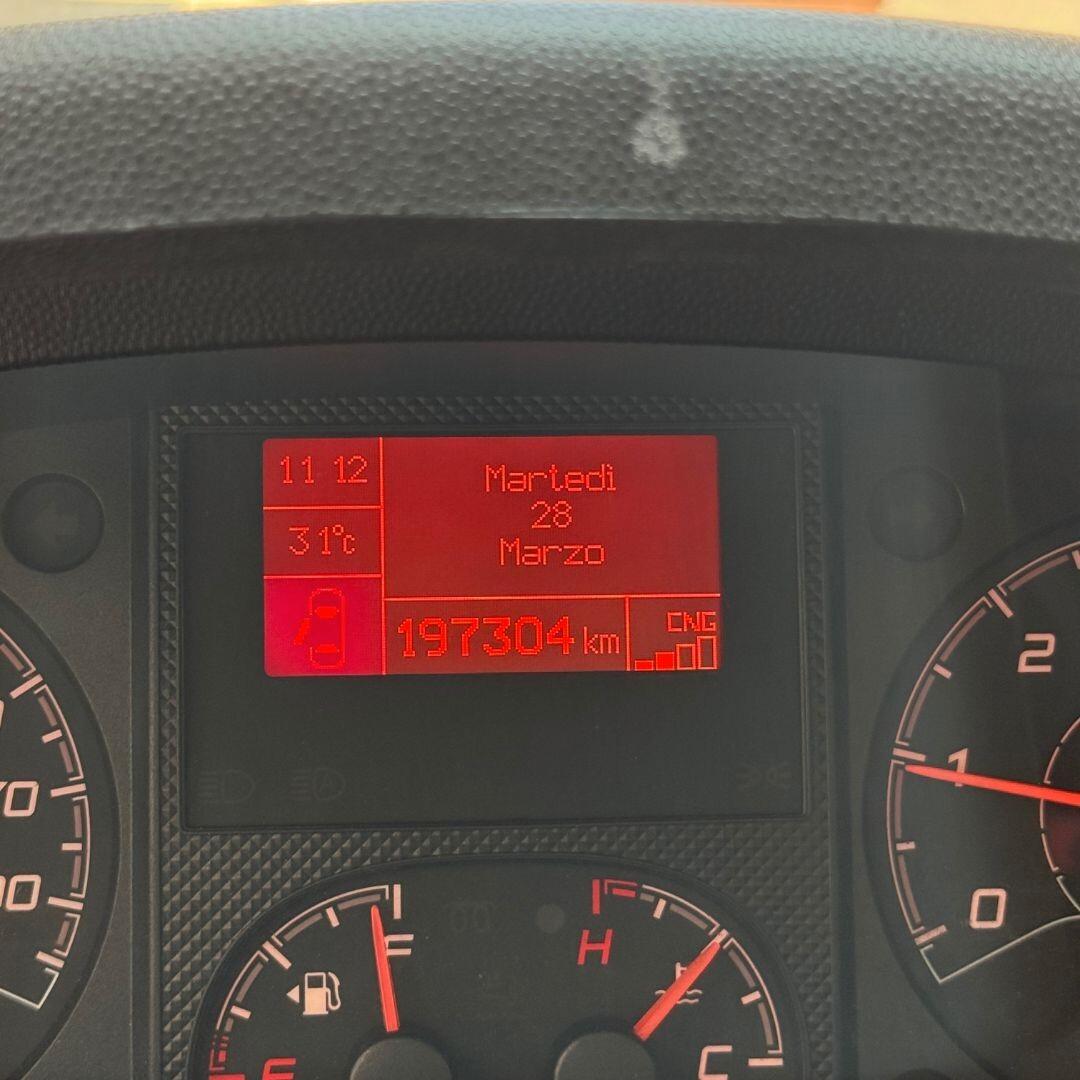 11 12
Martedì
28
31°c
Marzo
197304 km
CNG
2
1
0
F
H
E
C